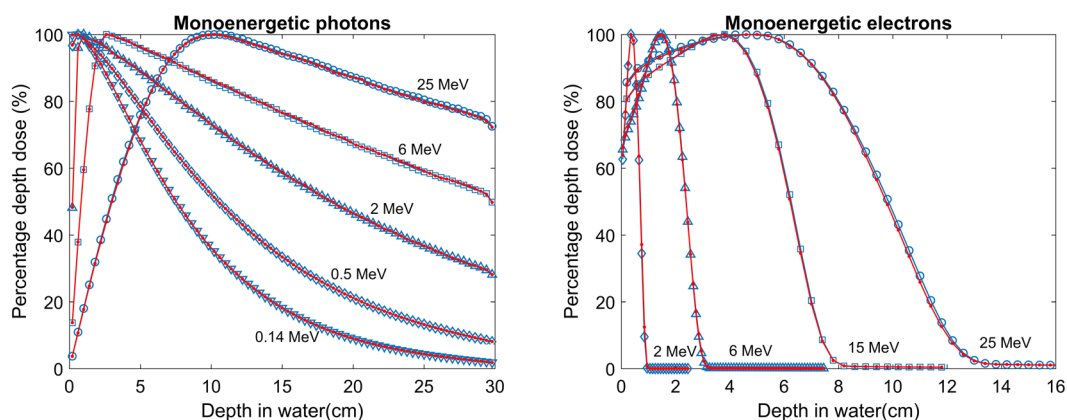 Monoenergetic photons
Percentage depth dose (%)
100
80
60
40
20
0
25 MeV
6 MeV
2 MeV
0.5 MeV
0.14 MeV
0 5 10 15 20 25 30
Depth in water(cm)
Monoenergetic electrons
Percentage depth dose (%)
100
80
60
40
20
0
2 MeV 6 MeV 15 MeV 25 MeV
0 2 4 6 8 10 12 14 16
Depth in water(cm)